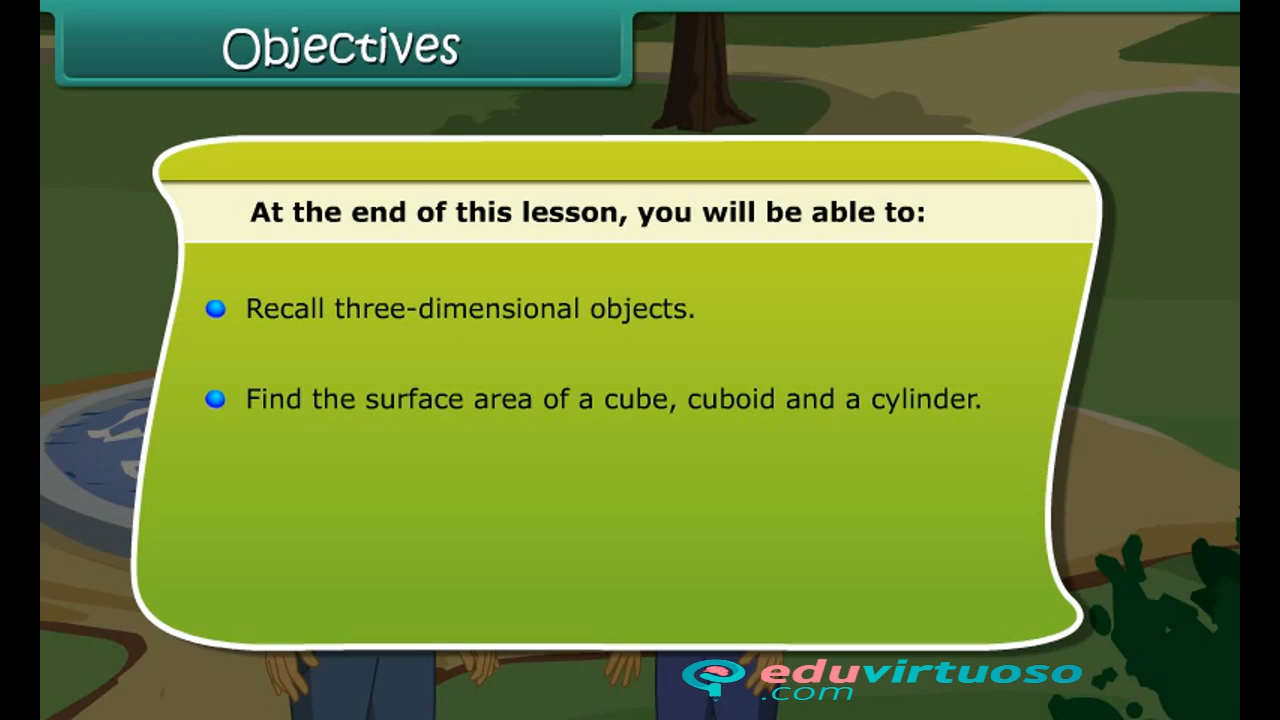 Objectives
At the end of this lesson, you will be able to:
Recall three-dimensional objects.
Find the surface area of a cube, cuboid and a cylinder.
eduvirtuoso
.com